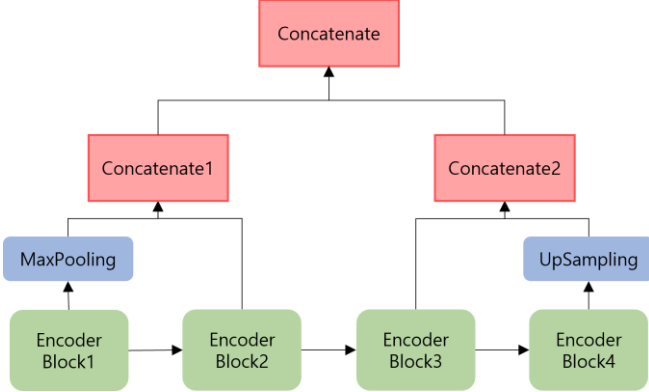 Concatenate
Concatenate1
Concatenate2
MaxPooling
UpSampling
Encoder
Block1
Encoder
Block2
Encoder
Block3
Encoder
Block4